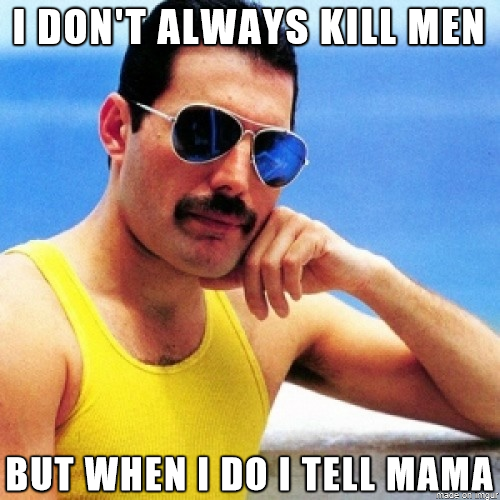 I DON'T ALWAYS KILL MEN
BUT WHEN I DO I TELL MAMA
made on imgur